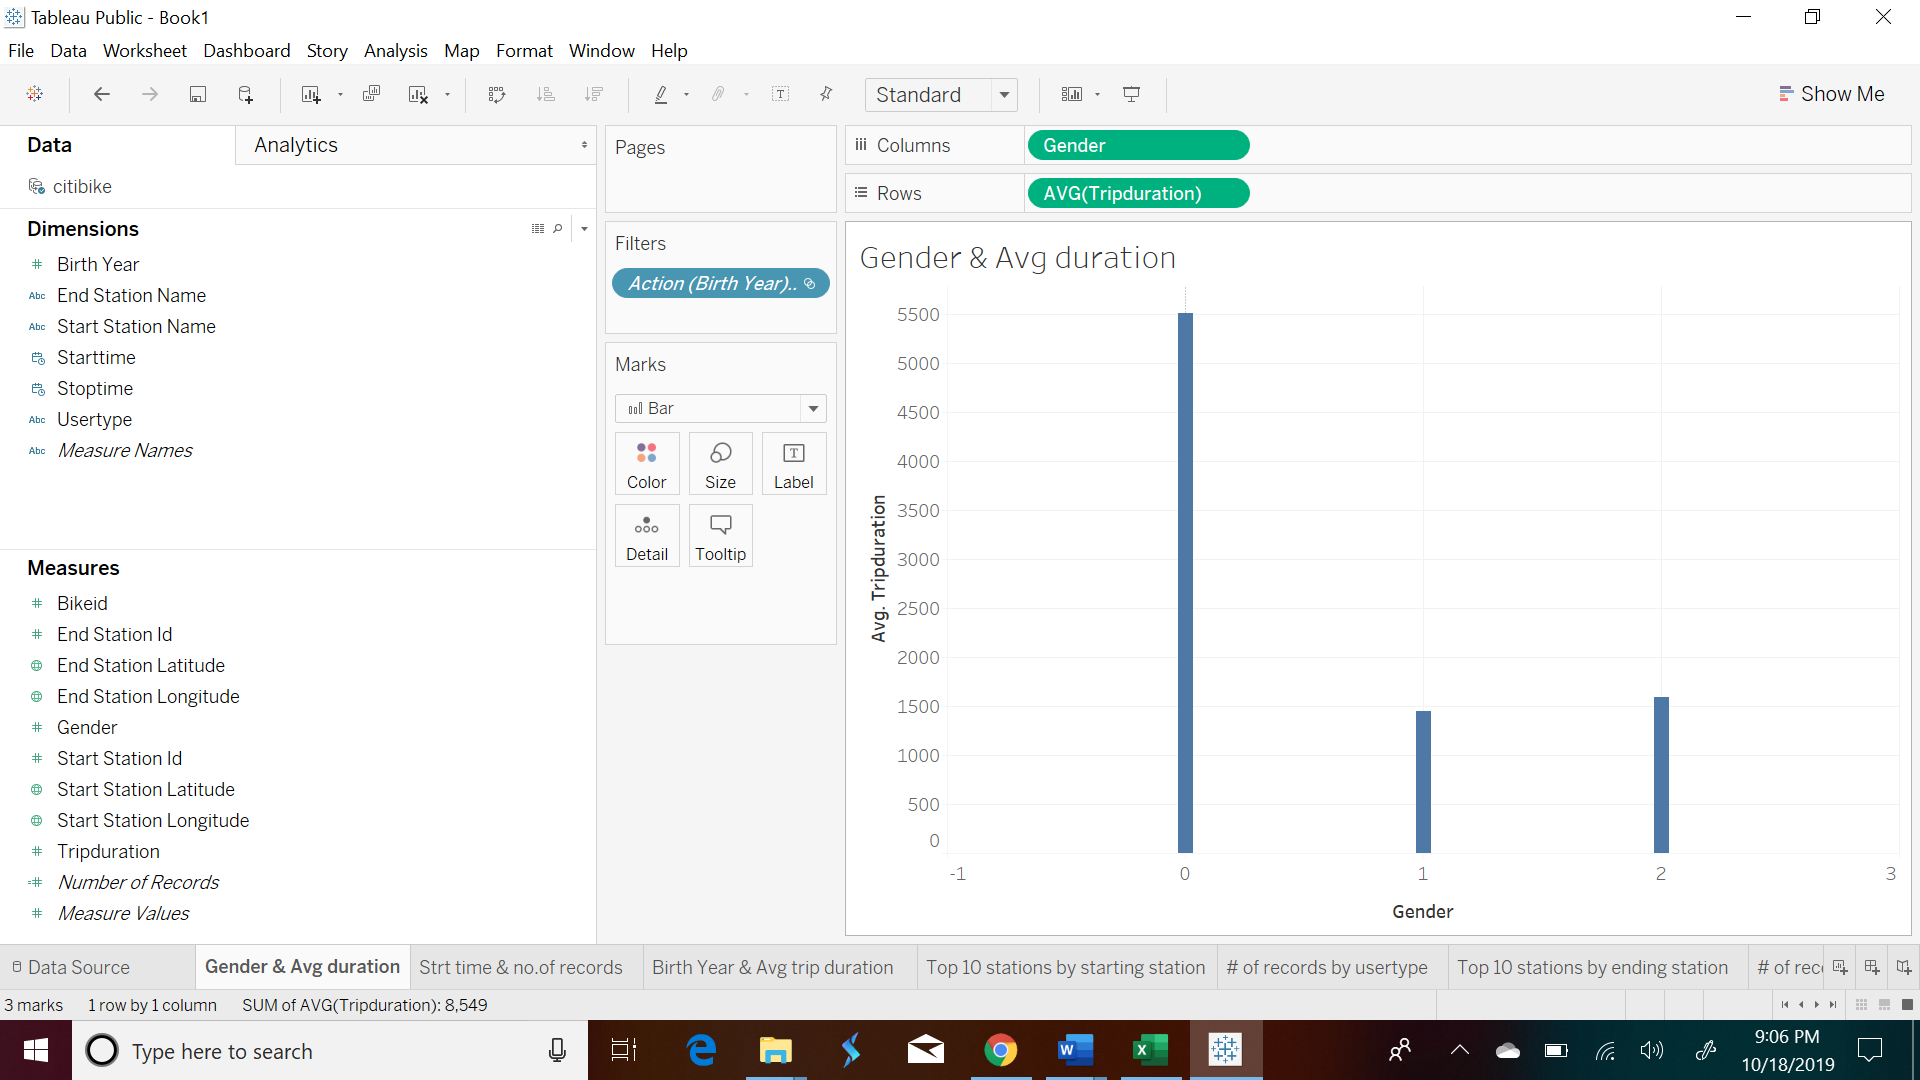 Tableau Public - Book1
File Data Worksheet Dashboard Story Analysis Map Format Window Help
Standard
Show Me
Data
Analytics
citibike
Dimensions
Birth Year
Abc End Station Name
Abc Start Station Name
Starttime
Stoptime
Abc Usertype
Abc Measure Names
Measures
Bikeid
End Station Id
End Station Latitude
End Station Longitude
Gender
Start Station Id
Start Station Latitude
Start Station Longitude
Tripduration
Number of Records
Measure Values
Pages
Filters
Action (Birth Year)..
Marks
Bar
Color Size Label
Detail Tooltip
Columns Gender
Rows AVG(Tripduration)
Gender & Avg duration
Avg. Tripduration
5500
5000
4500
4000
3500
3000
2500
2000
1500
1000
500
0
-1 0 1 2 3
Gender
Data Source Gender & Avg duration Strt time & no.of records Birth Year & Avg trip duration Top 10 stations by starting station # of records by usertype Top 10 stations by ending station # of rec
3 marks 1 row by 1 column SUM of AVG(Tripduration): 8,549
Type here to search
9:06 PM
10/18/2019